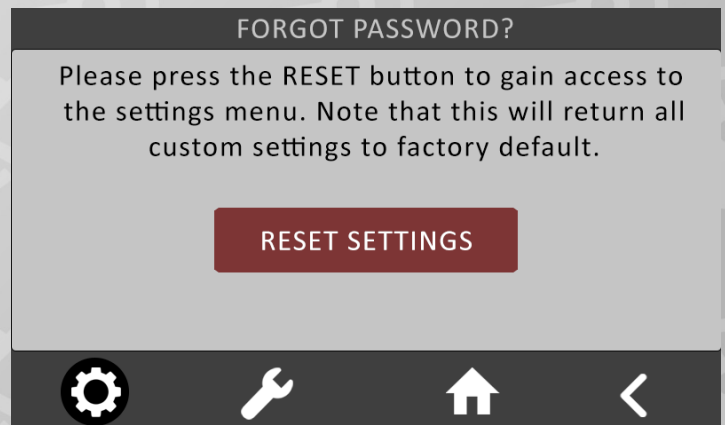 FORGOT PASSWORD?
Please press the RESET button to gain access to
the settings menu. Note that this will return all
custom settings to factory default.
RESET SETTINGS